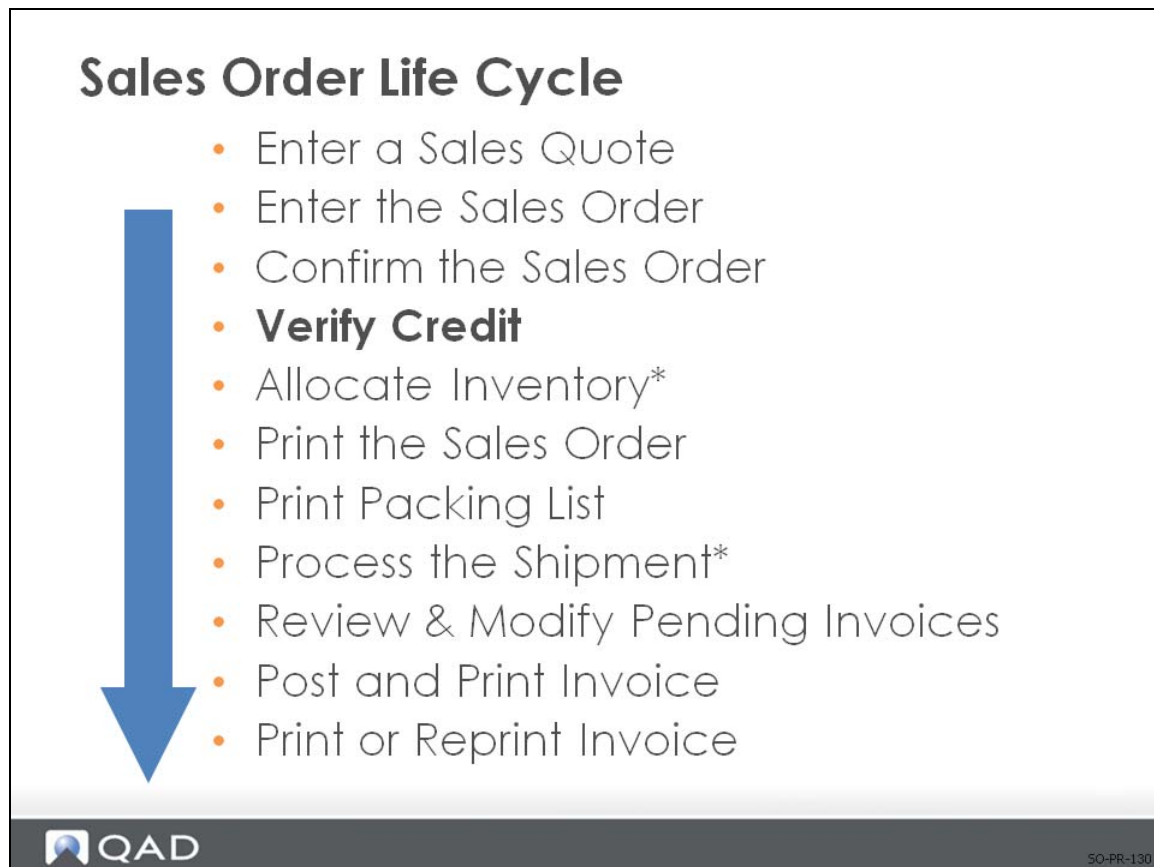 Sales Order Life Cycle
• Enter a Sales Quote
• Enter the Sales Order
• Confirm the Sales Order
• Verify Credit
• Allocate Inventory*
• Print the Sales Order
• Print Packing List
• Process the Shipment*
• Review & Modify Pending Invoices
• Post and Print Invoice
• Print or Reprint Invoice
QAD
SO-PR-130